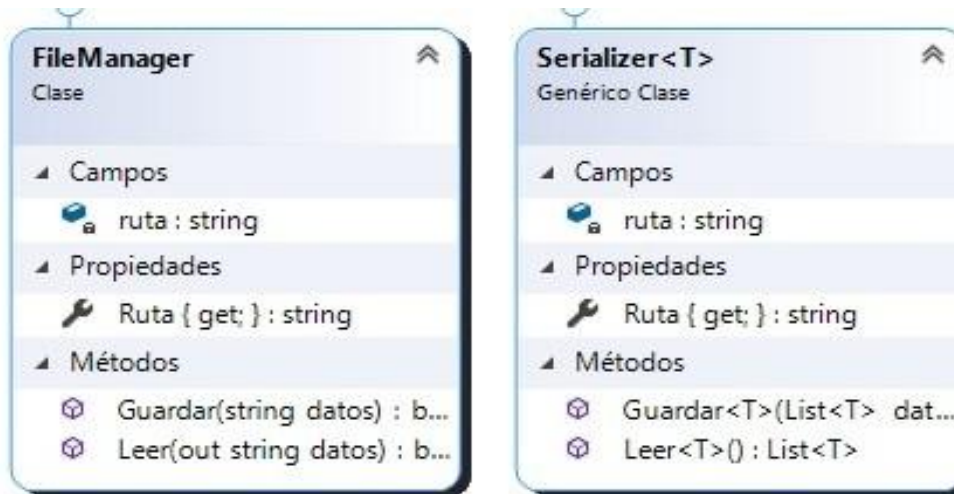 FileManager
Clase
Campos
ruta : string
Propiedades
Ruta { get; } : string
Métodos
Guardar(string datos) : b...
Leer(out string datos) : b...
Serializer<T>
Genérico Clase
Campos
ruta : string
Propiedades
Ruta { get; } : string
Métodos
Guardar<T>(List<T> dat...
Leer<T>() : List<T>